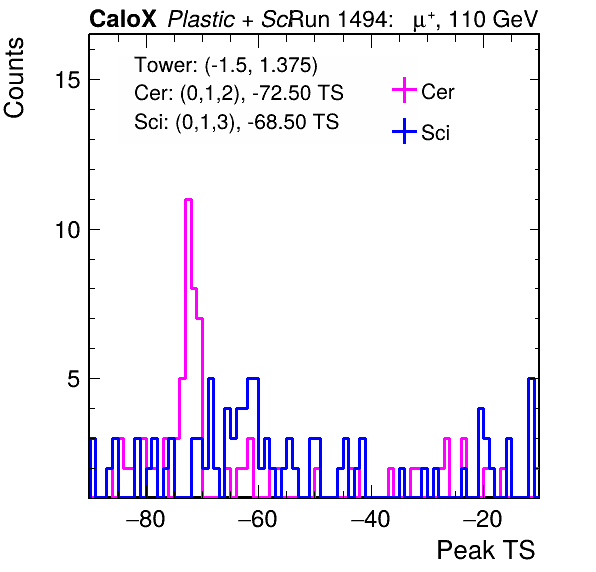 CaloX Plastic + Sci Run 1494: μ⁺, 110 GeV
Tower: (-1.5, 1.375)
Cer: (0,1,2), -72.50 TS
Sci: (0,1,3), -68.50 TS
Cer
Sci
Counts
15
10
5
−80 −60 −40 −20
Peak TS